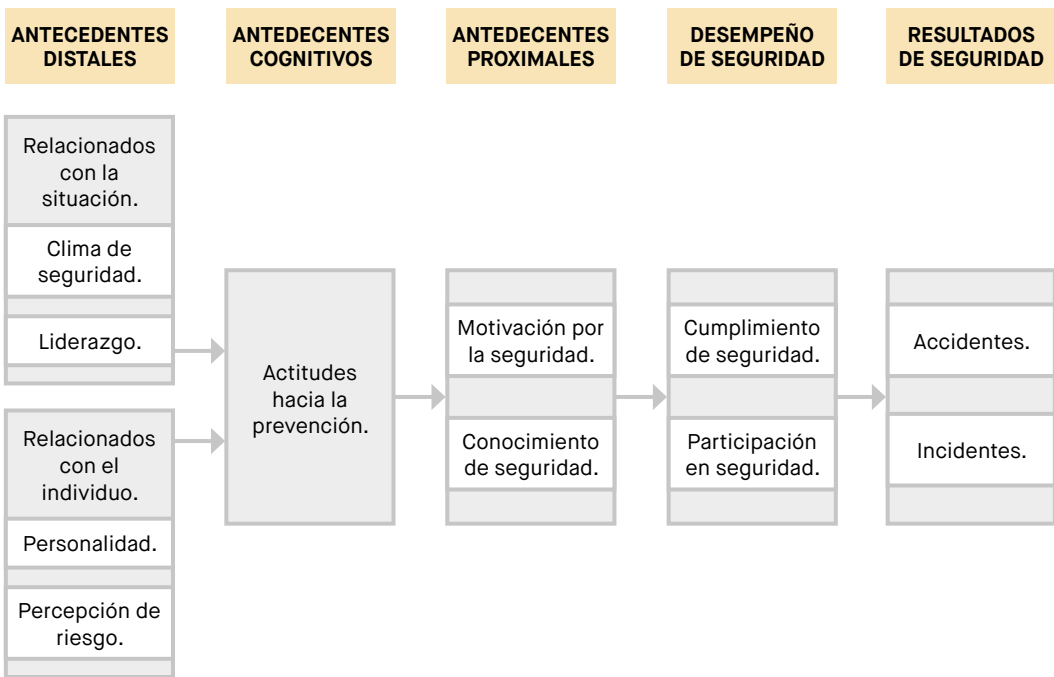 ANTECEDENTES
DISTALES
ANTEDECENTES
COGNITIVOS
ANTEDECENTES
PROXIMALES
DESEMPEÑO
DE SEGURIDAD
RESULTADOS
DE SEGURIDAD
Relacionados
con la
situación.
Clima de
seguridad.
Liderazgo.
Relacionados
con el
individuo.
Personalidad.
Percepción de
riesgo.
Actitudes
hacia la
prevención.
Motivación por
la seguridad.
Conocimiento
de seguridad.
Cumplimiento
de seguridad.
Participación
en seguridad.
Accidentes.
Incidentes.